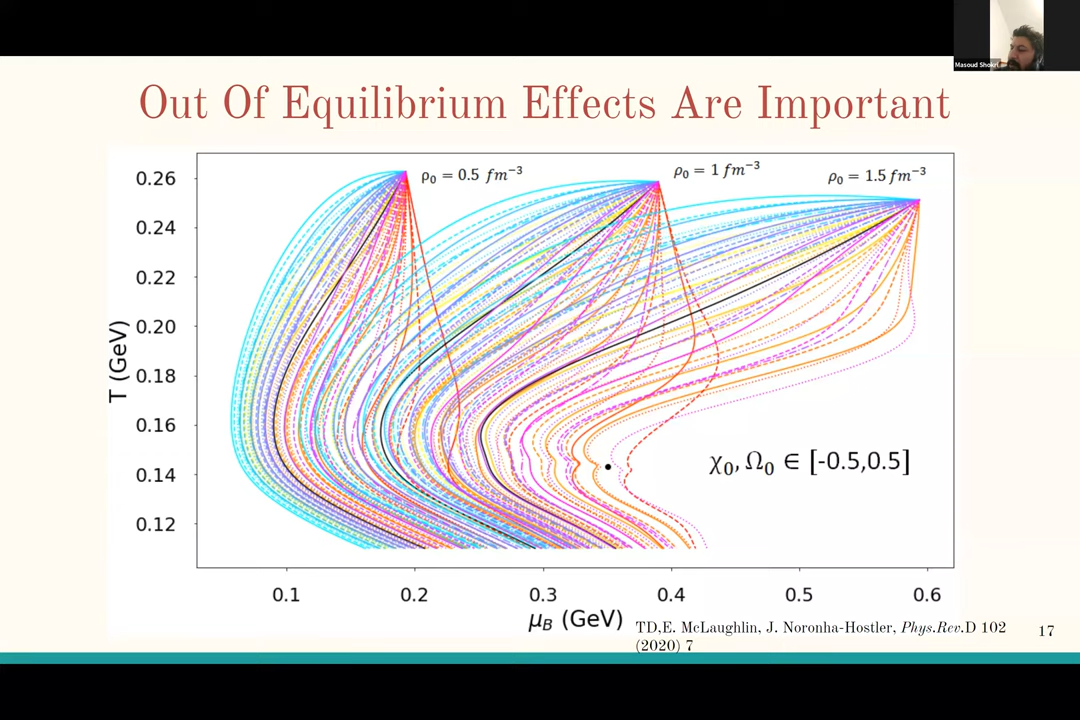 Masoud Shokri
Out Of Equilibrium Effects Are Important
ρ₀ = 0.5 fm⁻³
ρ₀ = 1 fm⁻³
ρ₀ = 1.5 fm⁻³
0.26
0.24
0.22
0.20
0.18
0.16
0.14
0.12
T (GeV)
χ₀, Ω₀ ∈ [-0.5,0.5]
0.1 0.2 0.3 0.4 0.5 0.6
μ_B (GeV)
TD,E. McLaughlin, J. Noronha-Hostler, Phys.Rev.D 102
(2020) 7
17